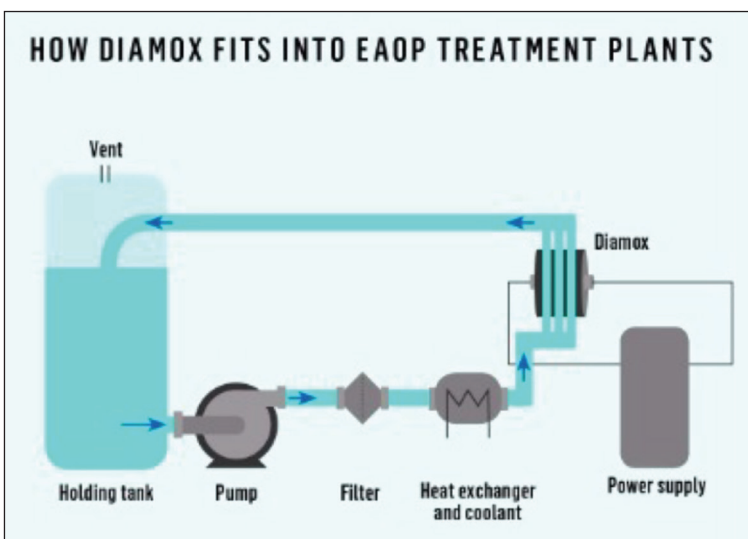 HOW DIAMOX FITS INTO EAOP TREATMENT PLANTS
Vent
Diamox
Holding tank
Pump
Filter
Heat exchanger
and coolant
Power supply